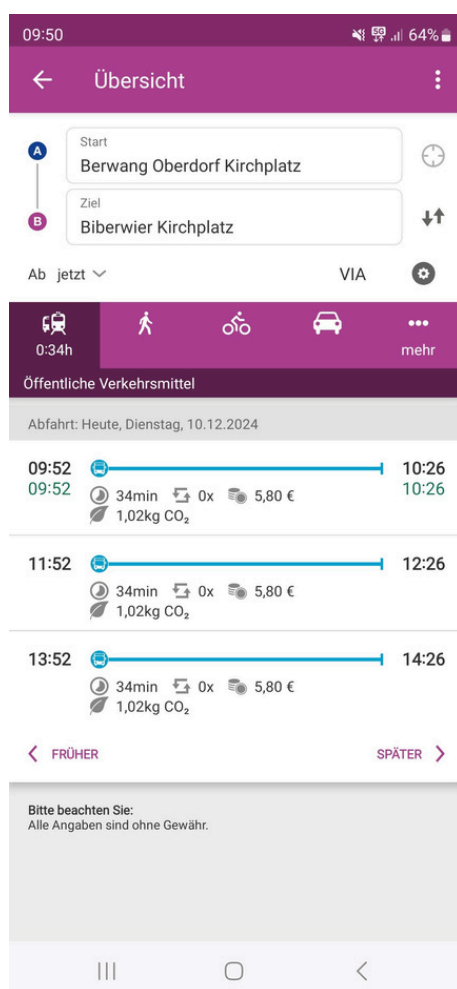 09:50 5G 64%
Übersicht
A
Start
Berwang Oberdorf Kirchplatz
B
Ziel
Biberwier Kirchplatz
Ab jetzt VIA
0:34h mehr
Öffentliche Verkehrsmittel
Abfahrt: Heute, Dienstag, 10.12.2024
09:52 10:26
09:52 10:26
34min 0x 5,80 €
1,02kg CO₂
11:52 12:26
34min 0x 5,80 €
1,02kg CO₂
13:52 14:26
34min 0x 5,80 €
1,02kg CO₂
FRÜHER SPÄTER
Bitte beachten Sie:
Alle Angaben sind ohne Gewähr.